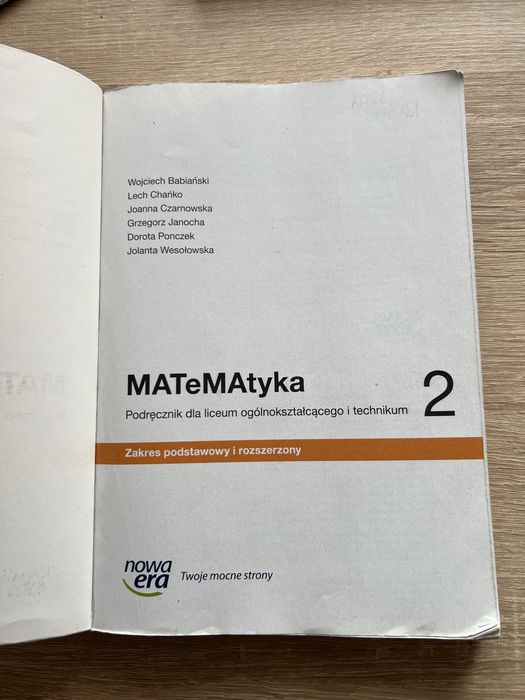 Wojciech Babiański
Lech Chańko
Joanna Czarnowska
Grzegorz Janocha
Dorota Ponczek
Jolanta Wesołowska
MATeMAtyka 2
Podręcznik dla liceum ogólnokształcącego i technikum
Zakres podstawowy i rozszerzony
nowa
era
Twoje mocne strony